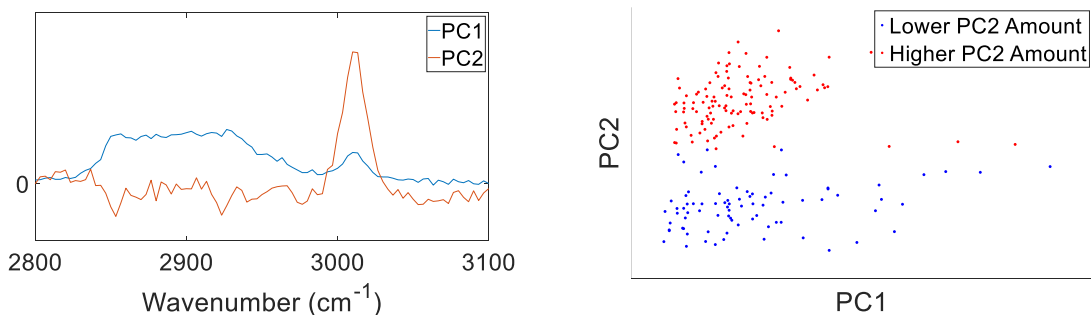 PC1
PC2
0
2800
2900
3000
3100
Wavenumber (cm-1)
Lower PC2 Amount
Higher PC2 Amount
PC2
PC1